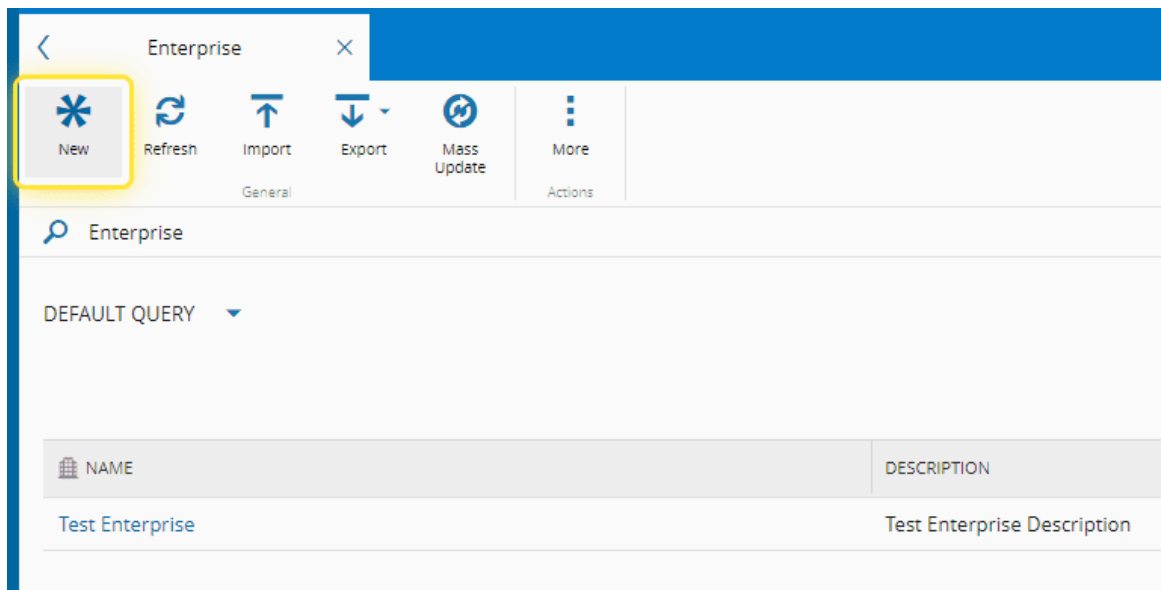 Enterprise
New Refresh Import Export Mass Update More
General Actions
Enterprise
DEFAULT QUERY
NAME DESCRIPTION
Test Enterprise Test Enterprise Description